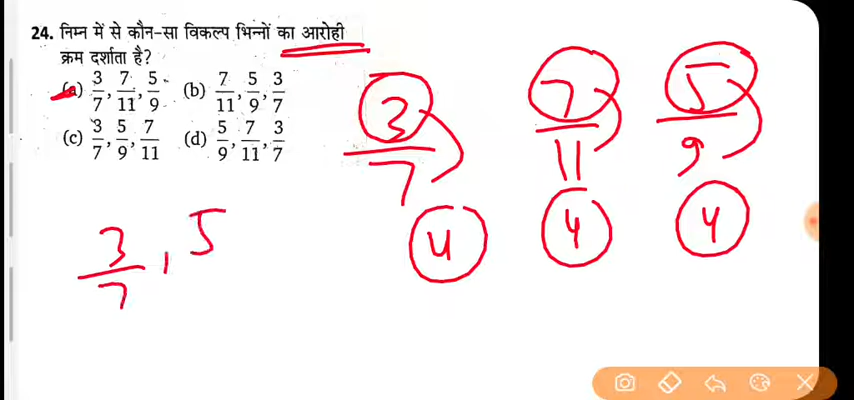 24. निम्न में से कौन-सा विकल्प भिन्नों का आरोही
क्रम दर्शाता है?
(a) 3/7, 7/11, 5/9 (b) 7/11, 5/9, 3/7
(c) 3/7, 5/9, 7/11 (d) 5/9, 7/11, 3/7
3/7 7/11 5/9
4 4 4
3/7, 5